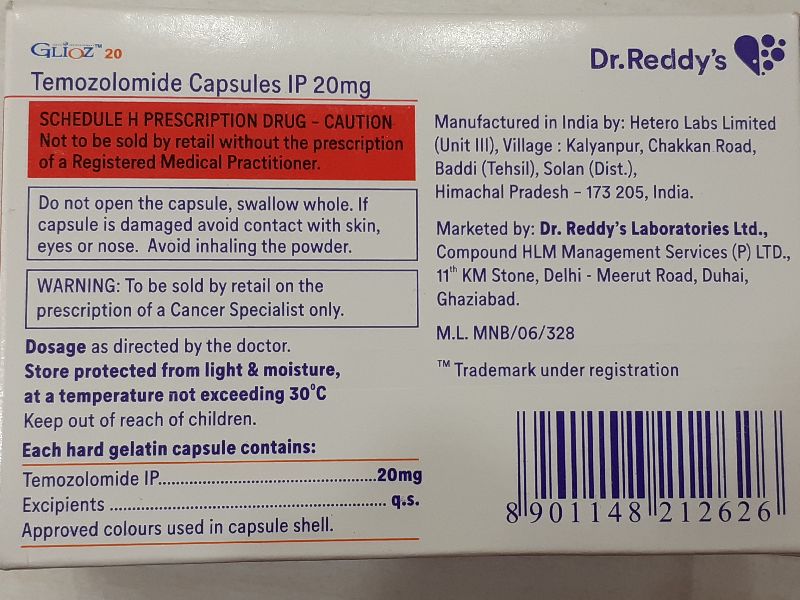 GLIOZ™ 20
Temozolomide Capsules IP 20mg
SCHEDULE H PRESCRIPTION DRUG - CAUTION
Not to be sold by retail without the prescription
of a Registered Medical Practitioner.
Do not open the capsule, swallow whole. If
capsule is damaged avoid contact with skin,
eyes or nose. Avoid inhaling the powder.
WARNING: To be sold by retail on the
prescription of a Cancer Specialist only.
Dosage as directed by the doctor.
Store protected from light & moisture,
at a temperature not exceeding 30°C
Keep out of reach of children.
Each hard gelatin capsule contains:
Temozolomide IP..................................................20mg
Excipients .............................................................. q.s.
Approved colours used in capsule shell.
Dr.Reddy's
Manufactured in India by: Hetero Labs Limited
(Unit III), Village : Kalyanpur, Chakkan Road,
Baddi (Tehsil), Solan (Dist.),
Himachal Pradesh - 173 205, India.
Marketed by: Dr. Reddy's Laboratories Ltd.,
Compound HLM Management Services (P) LTD.,
11th KM Stone, Delhi - Meerut Road, Duhai,
Ghaziabad.
M.L. MNB/06/328
™ Trademark under registration
8 901148 212626